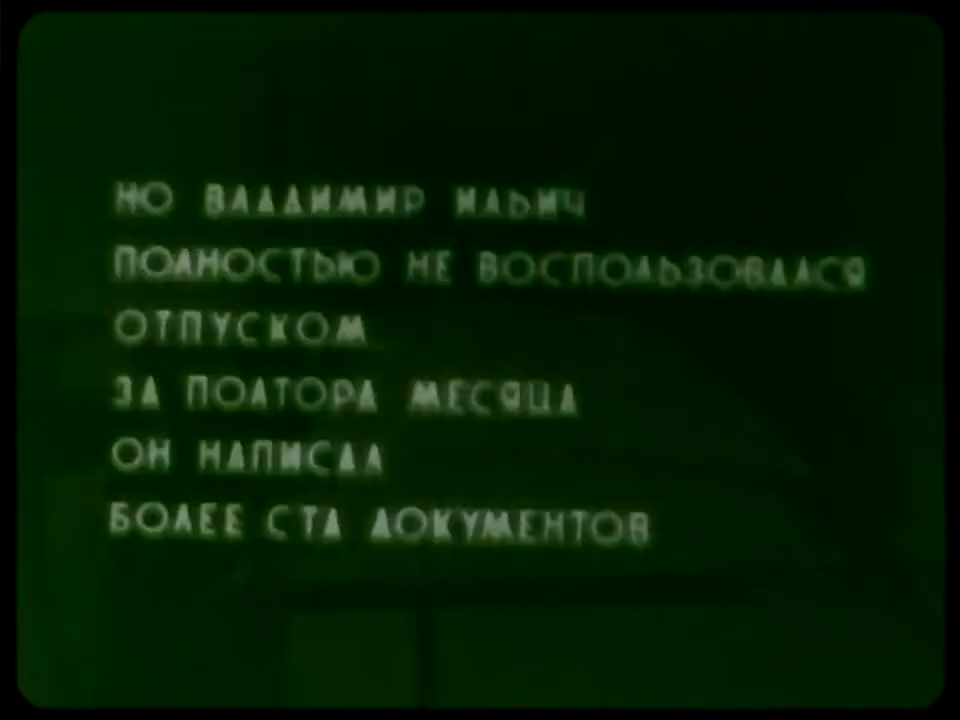 НО ВЛАДИМИР ИЛЬИЧ
ПОЛНОСТЬЮ НЕ ВОСПОЛЬЗОВАЛСЯ
ОТПУСКОМ
ЗА ПОЛТОРА МЕСЯЦА
ОН НАПИСАЛ
БОЛЕЕ СТА ДОКУМЕНТОВ